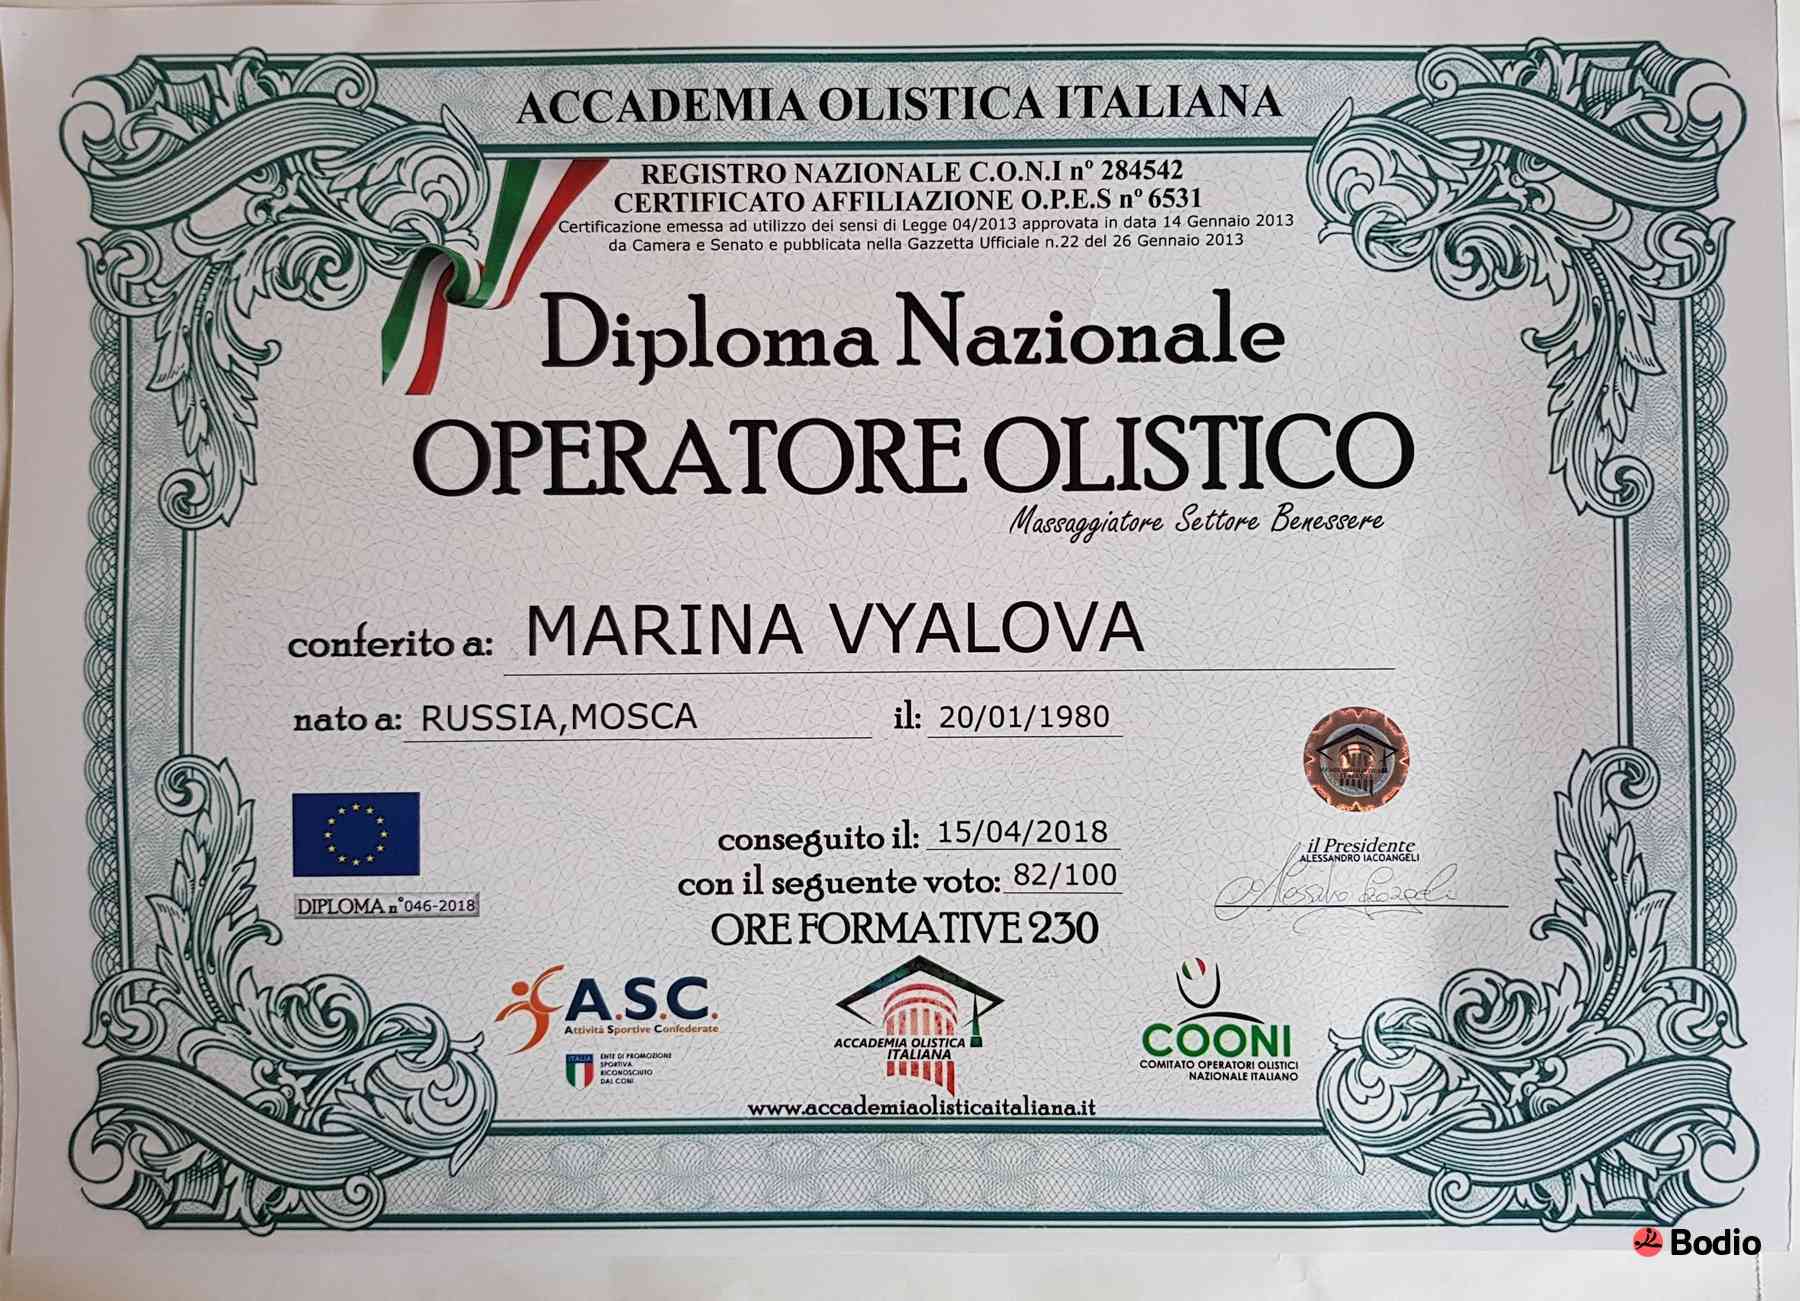 ACCADEMIA OLISTICA ITALIANA
REGISTRO NAZIONALE C.O.N.I nº 284542
CERTIFICATO AFFILIAZIONE O.P.E.S nº 6531
Certificazione emessa ad utilizzo dei sensi di Legge 04/2013 approvata in data 14 Gennaio 2013
da Camera e Senato e pubblicata nella Gazzetta Ufficiale n.22 del 26 Gennaio 2013
Diploma Nazionale
OPERATORE OLISTICO
Massaggiatore Settore Benessere
conferito a: MARINA VYALOVA
nato a: RUSSIA,MOSCA il: 20/01/1980
conseguito il: 15/04/2018
con il seguente voto: 82/100
ORE FORMATIVE 230
DIPLOMA n°046-2018
il Presidente
ALESSANDRO IACOANGELI
A.S.C.
Attività Sportive Confederate
ITALIA
ENTE DI PROMOZIONE
SPORTIVA
RICONOSCIUTO
DAL CONI
ACCADEMIA OLISTICA
ITALIANA
COONI
COMITATO OPERATORI OLISTICI
NAZIONALE ITALIANO
www.accademiaolisticaitaliana.it
Bodio